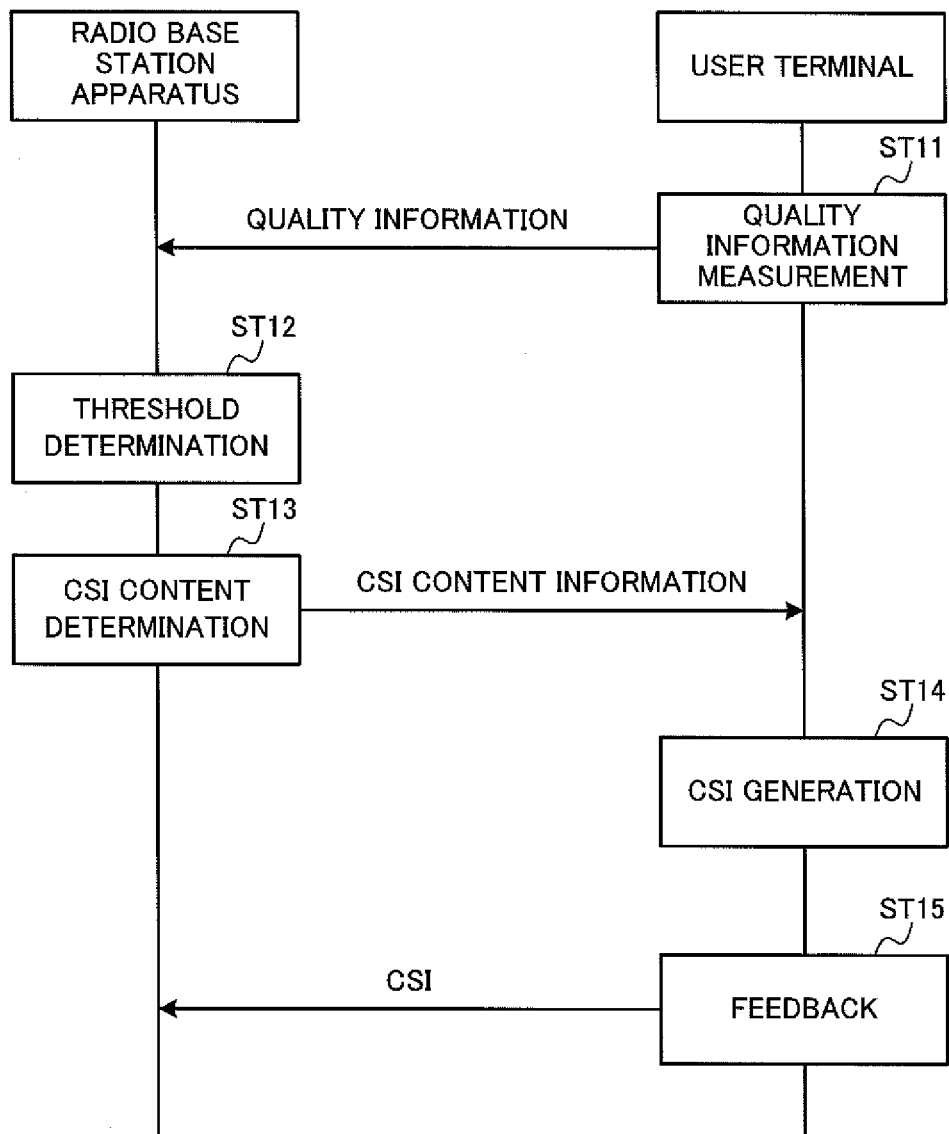 RADIO BASE
STATION
APPARATUS
USER TERMINAL
ST11
QUALITY INFORMATION
QUALITY
INFORMATION
MEASUREMENT
ST12
THRESHOLD
DETERMINATION
ST13
CSI CONTENT
DETERMINATION
CSI CONTENT INFORMATION
ST14
CSI GENERATION
ST15
CSI
FEEDBACK